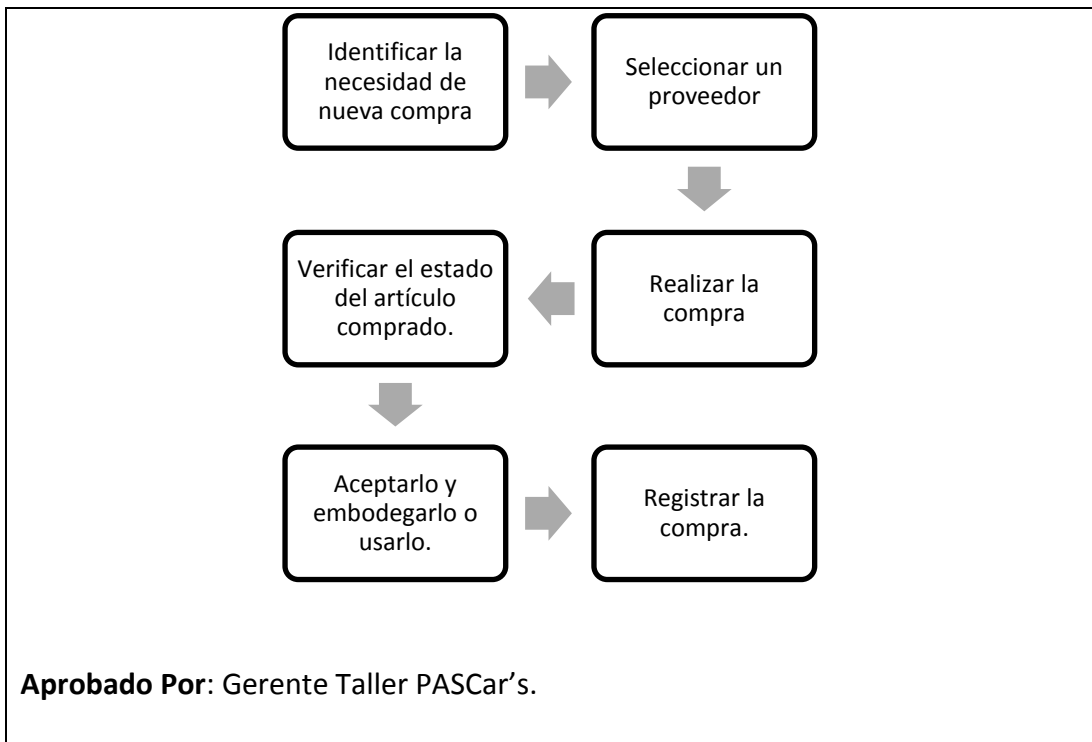 Identificar la
necesidad de
nueva compra
Seleccionar un
proveedor
Realizar la
compra
Verificar el estado
del artículo
comprado.
Aceptarlo y
embodegarlo o
usarlo.
Registrar la
compra.
Aprobado Por: Gerente Taller PASCar’s.